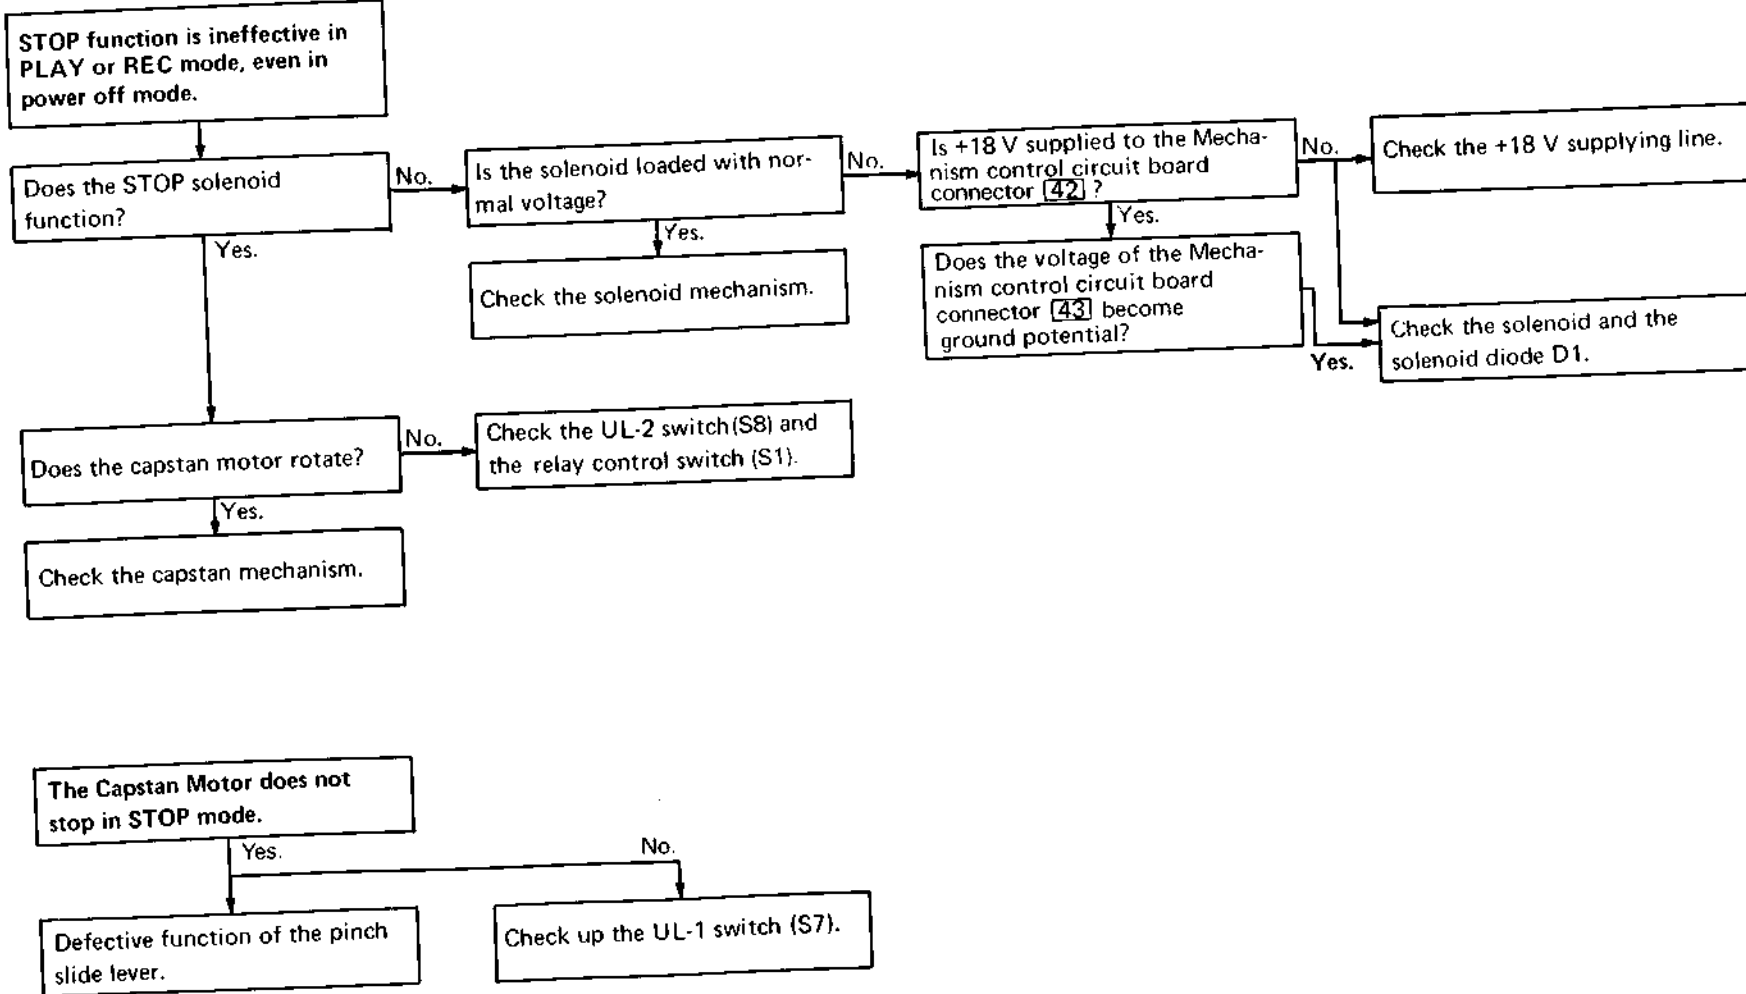 STOP function is ineffective in
PLAY or REC mode, even in
power off mode.
Does the STOP solenoid
function?
No.
Is the solenoid loaded with nor-
mal voltage?
No.
Is +18 V supplied to the Mecha-
nism control circuit board
connector 42 ?
No.
Check the +18 V supplying line.
Yes.
Yes.
Yes.
Check the solenoid mechanism.
Does the voltage of the Mecha-
nism control circuit board
connector 43 become
ground potential?
Yes.
Check the solenoid and the
solenoid diode D1.
Does the capstan motor rotate?
No.
Check the UL-2 switch (S8) and
the relay control switch (S1).
Yes.
Check the capstan mechanism.
The Capstan Motor does not
stop in STOP mode.
Yes.
No.
Defective function of the pinch
slide lever.
Check up the UL-1 switch (S7).